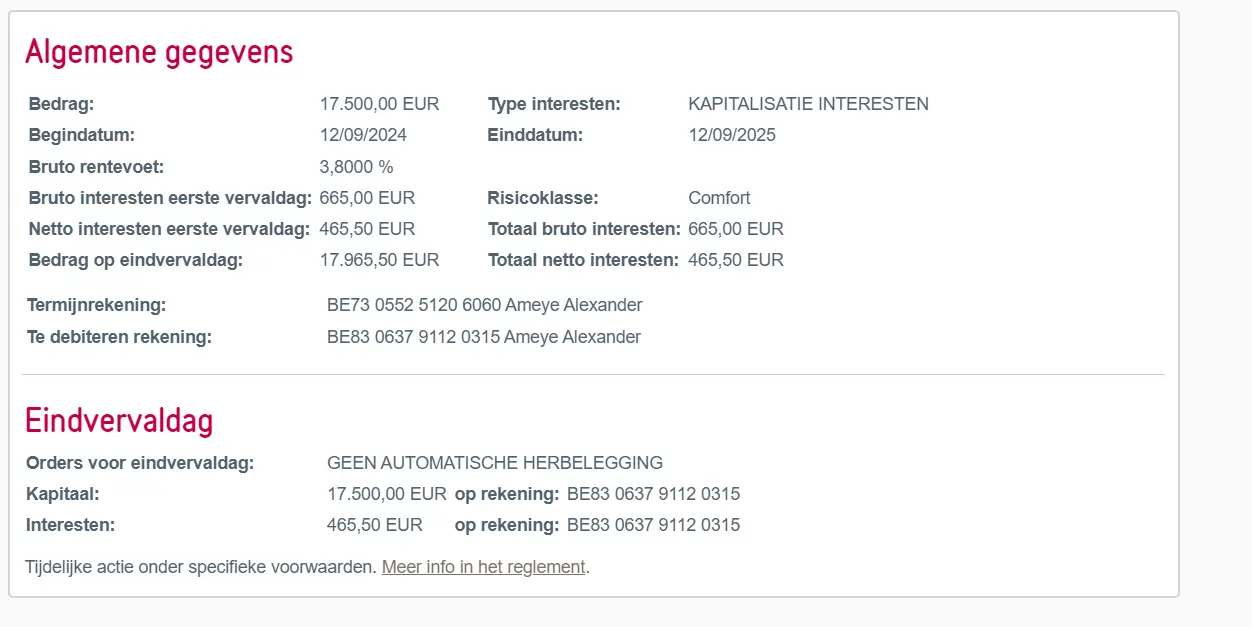 Algemene gegevens
Bedrag: 17.500,00 EUR Type interesten: KAPITALISATIE INTERESTEN
Begindatum: 12/09/2024 Einddatum: 12/09/2025
Bruto rentevoet: 3,8000 %
Bruto interesten eerste vervaldag: 665,00 EUR Risicoklasse: Comfort
Netto interesten eerste vervaldag: 465,50 EUR Totaal bruto interesten: 665,00 EUR
Bedrag op eindvervaldag: 17.965,50 EUR Totaal netto interesten: 465,50 EUR
Termijnrekening: BE73 0552 5120 6060 Ameye Alexander
Te debiteren rekening: BE83 0637 9112 0315 Ameye Alexander
Eindvervaldag
Orders voor eindvervaldag: GEEN AUTOMATISCHE HERBELEGGING
Kapitaal: 17.500,00 EUR op rekening: BE83 0637 9112 0315
Interesten: 465,50 EUR op rekening: BE83 0637 9112 0315
Tijdelijke actie onder specifieke voorwaarden. Meer info in het reglement.